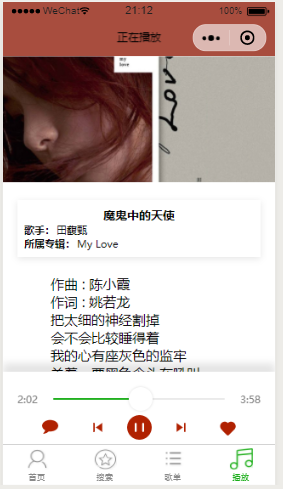 WeChat 21:12 100%
正在播放
My
love
魔鬼中的天使
歌手：田馥甄
所属专辑：My Love
作曲 : 陈小霞
作词 : 姚若龙
把太细的神经割掉
会不会比较睡得着
我的心有座灰色的监牢
2:02 3:58
首页 搜索 歌单 播放